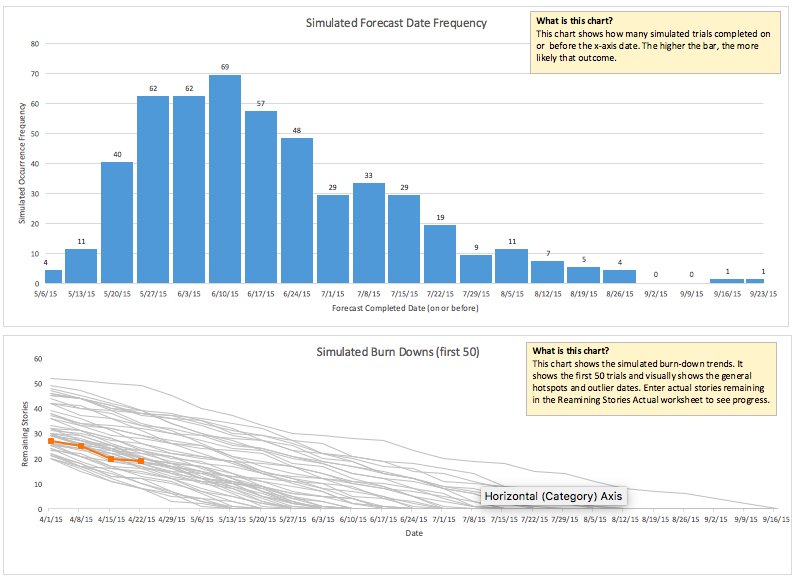 Simulated Forecast Date Frequency
What is this chart?
This chart shows how many simulated trials completed on
or before the x-axis date. The higher the bar, the more
likely that outcome.
Simulated Occurrence Frequency
80
70
60
50
40
30
20
10
0
4
11
40
62
62
69
57
48
29
33
29
19
9
11
7
5
4
0
0
1
1
5/6/15 5/13/15 5/20/15 5/27/15 6/3/15 6/10/15 6/17/15 6/24/15 7/1/15 7/8/15 7/15/15 7/22/15 7/29/15 8/5/15 8/12/15 8/19/15 8/26/15 9/2/15 9/9/15 9/16/15 9/23/15
Forecast Completed Date (on or before)
Simulated Burn Downs (first 50)
What is this chart?
This chart shows the simulated burn-down trends. It
shows the first 50 trials and visually shows the general
hotspots and outlier dates. Enter actual stories remaining
in the Reamining Stories Actual worksheet to see progress.
Remaining Stories
60
50
40
30
20
10
0
Horizontal (Category) Axis
4/1/15 4/8/15 4/15/15 4/22/15 4/29/15 5/6/15 5/13/15 5/20/15 5/27/15 6/3/15 6/10/15 6/17/15 6/24/15 7/1/15 7/8/15 7/15/15 7/22/15 7/29/15 8/5/15 8/12/15 8/19/15 8/26/15 9/2/15 9/9/15 9/16/15
Date